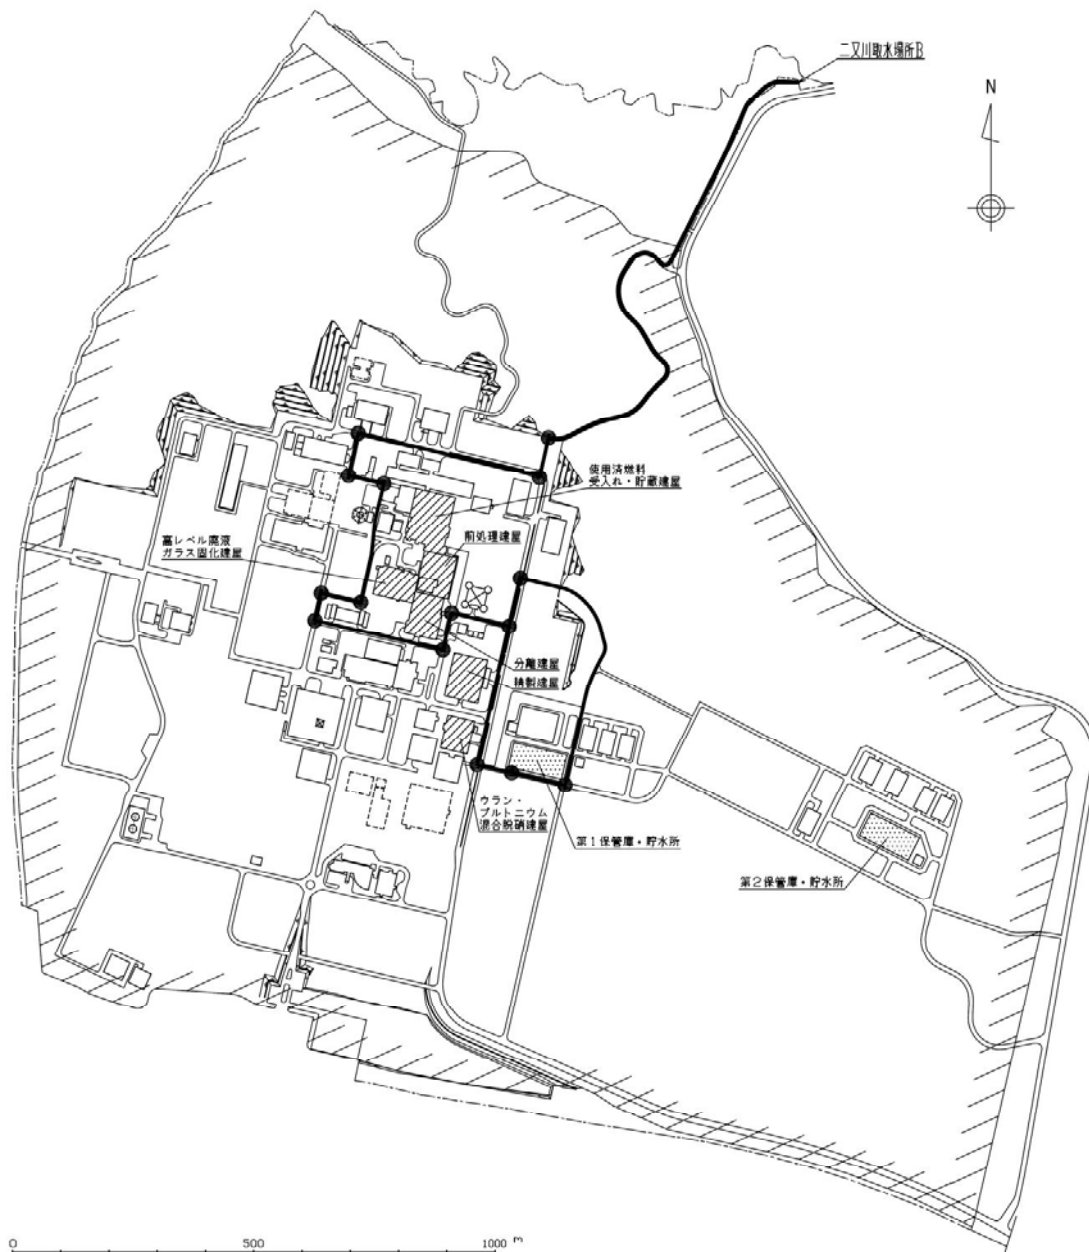 二又川取水場所B
N
使用済燃料
受入れ・貯蔵建屋
前処理建屋
高レベル廃液
ガラス固化建屋
分離建屋
精製建屋
ウラン・
プルトニウム
混合脱硝建屋
第1保管庫・貯水所
第2保管庫・貯水所
0 500 1000 m